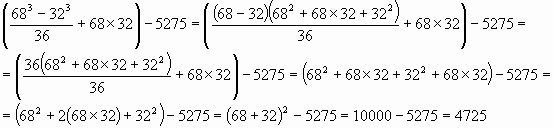 (68³ − 32³ / 36 + 68×32) − 5275 = ((68 − 32)(68² + 68×32 + 32²) / 36 + 68×32) − 5275 =
= (36(68² + 68×32 + 32²) / 36 + 68×32) − 5275 = (68² + 68×32 + 32² + 68×32) − 5275 =
= (68² + 2(68×32) + 32²) − 5275 = (68 + 32)² − 5275 = 10000 − 5275 = 4725